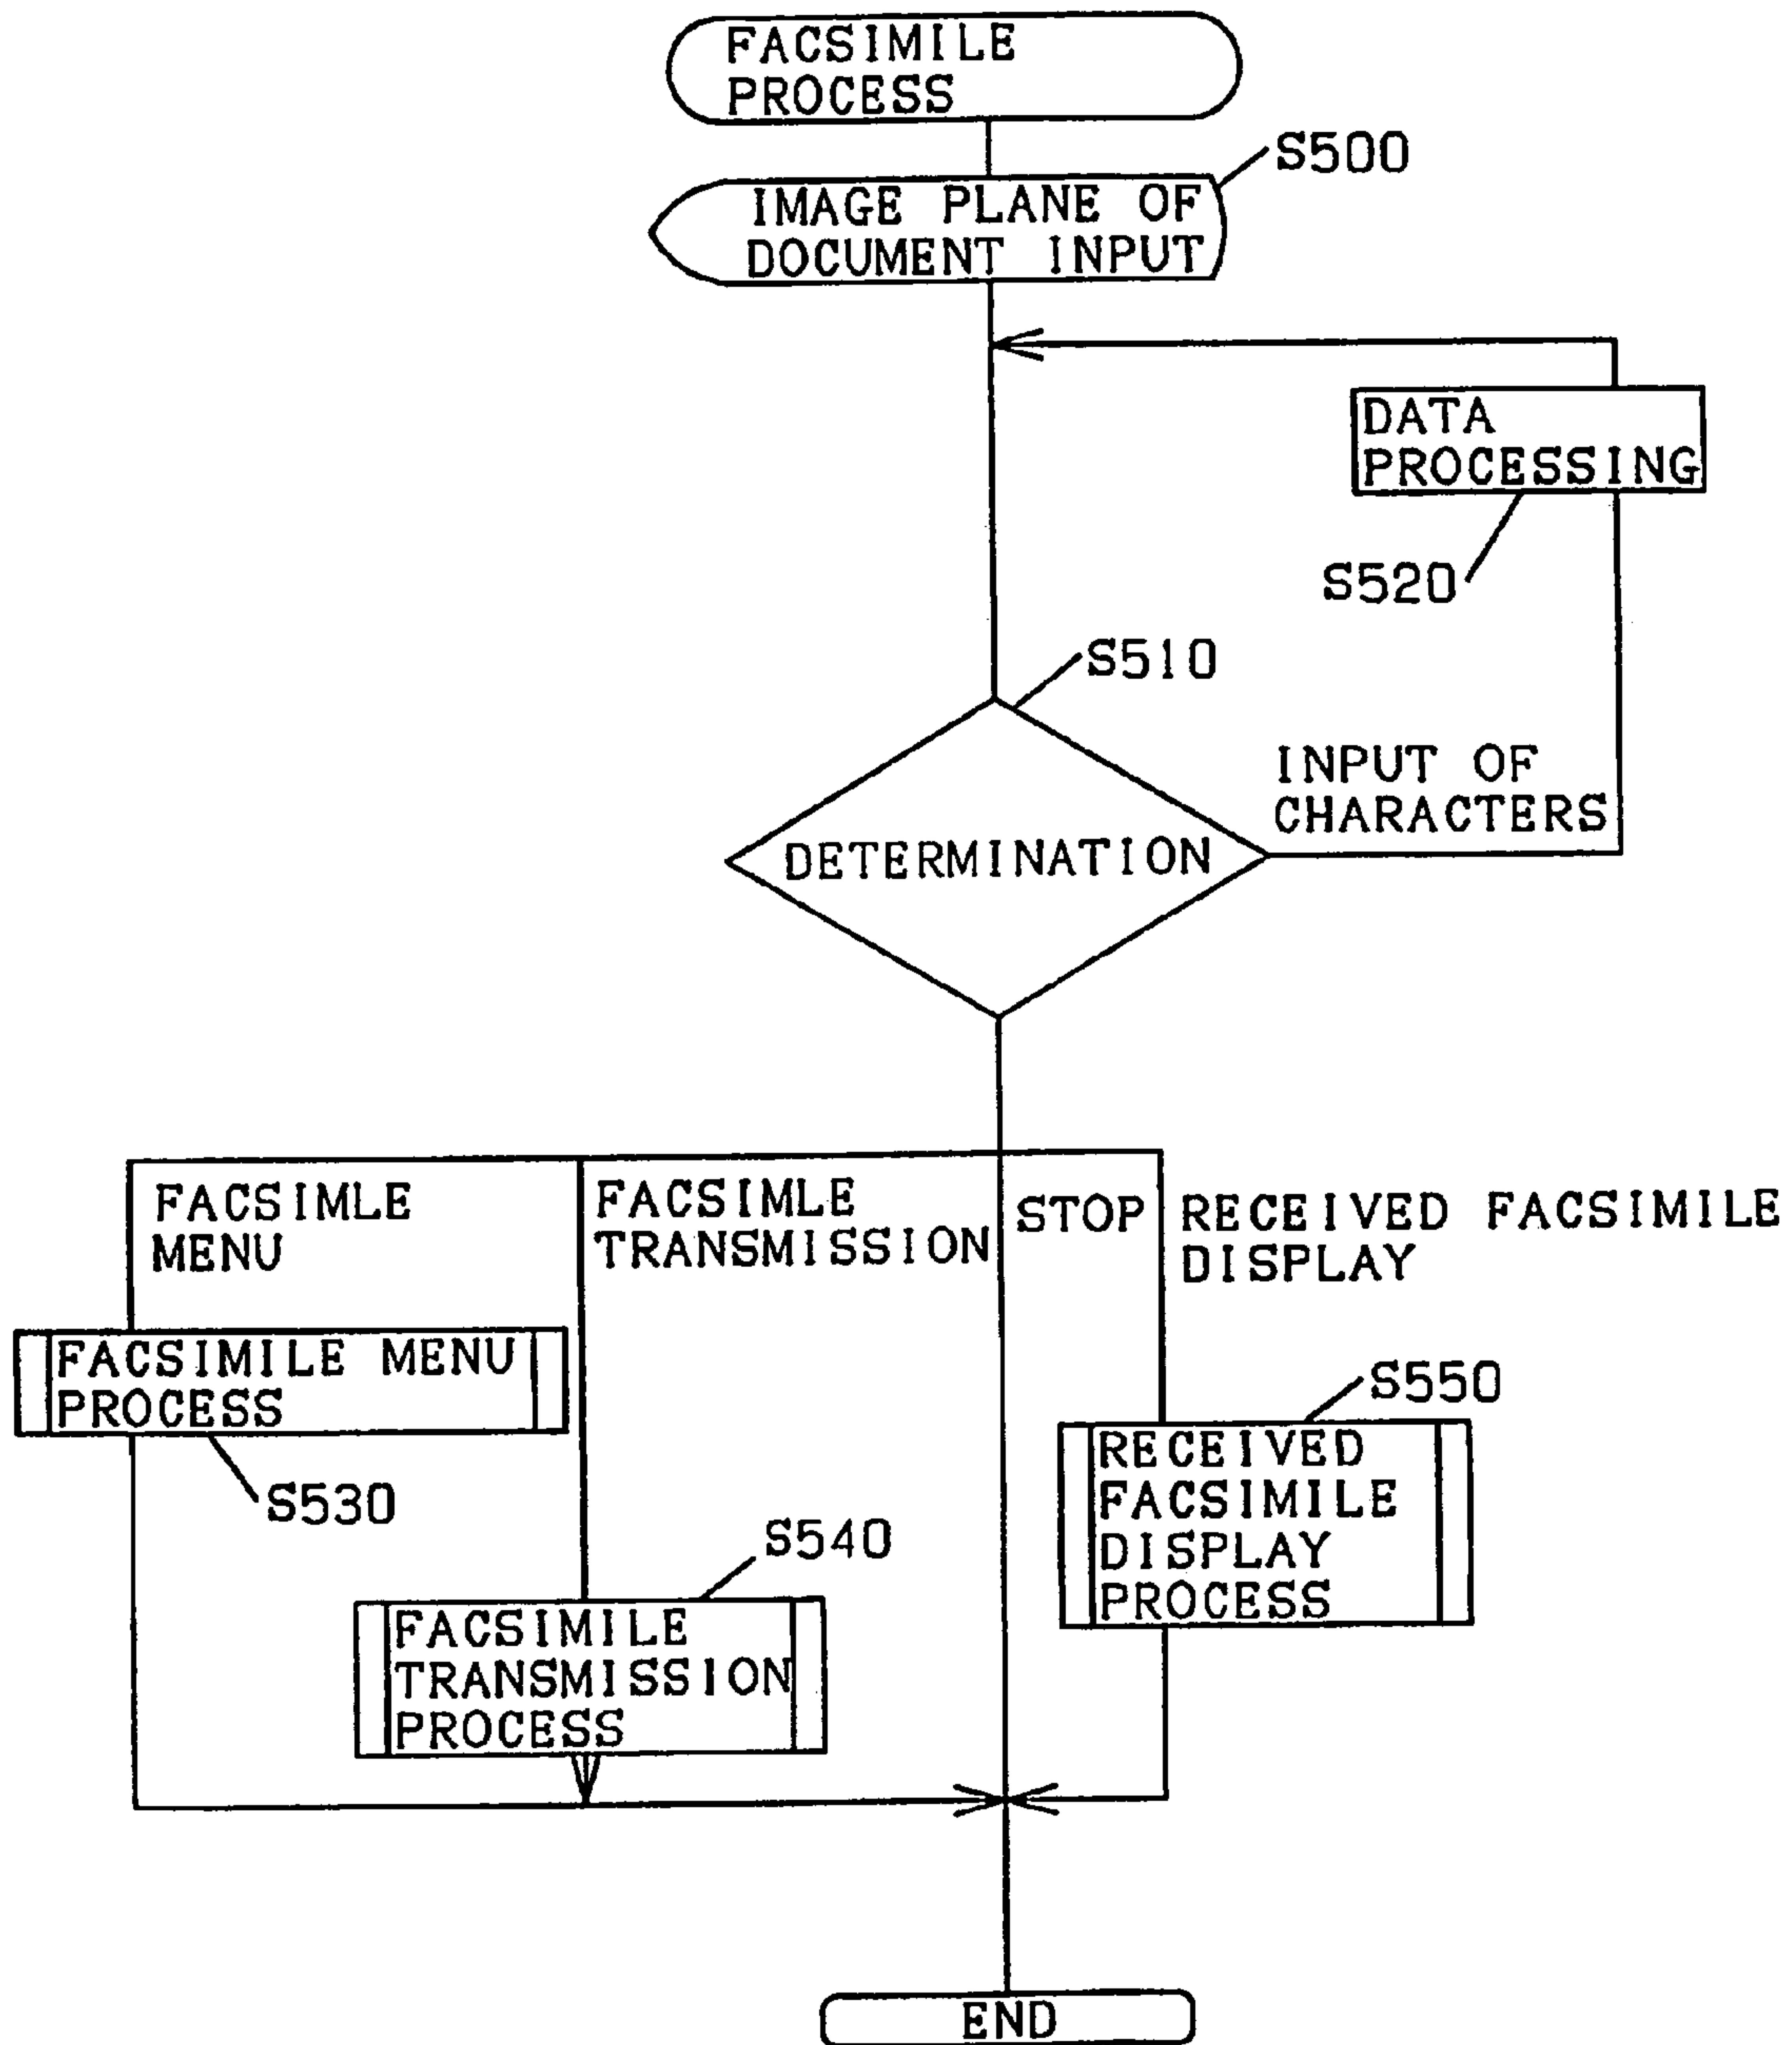 FACSIMILE
PROCESS
S500
IMAGE PLANE OF
DOCUMENT INPUT
DATA
PROCESSING
S520
S510
INPUT OF
CHARACTERS
DETERMINATION
FACSIMLE
MENU
FACSIMLE
TRANSMISSION
STOP
RECEIVED FACSIMILE
DISPLAY
FACSIMILE MENU
PROCESS
S530
S550
RECEIVED
FACSIMILE
DISPLAY
PROCESS
S540
FACSIMILE
TRANSMISSION
PROCESS
END